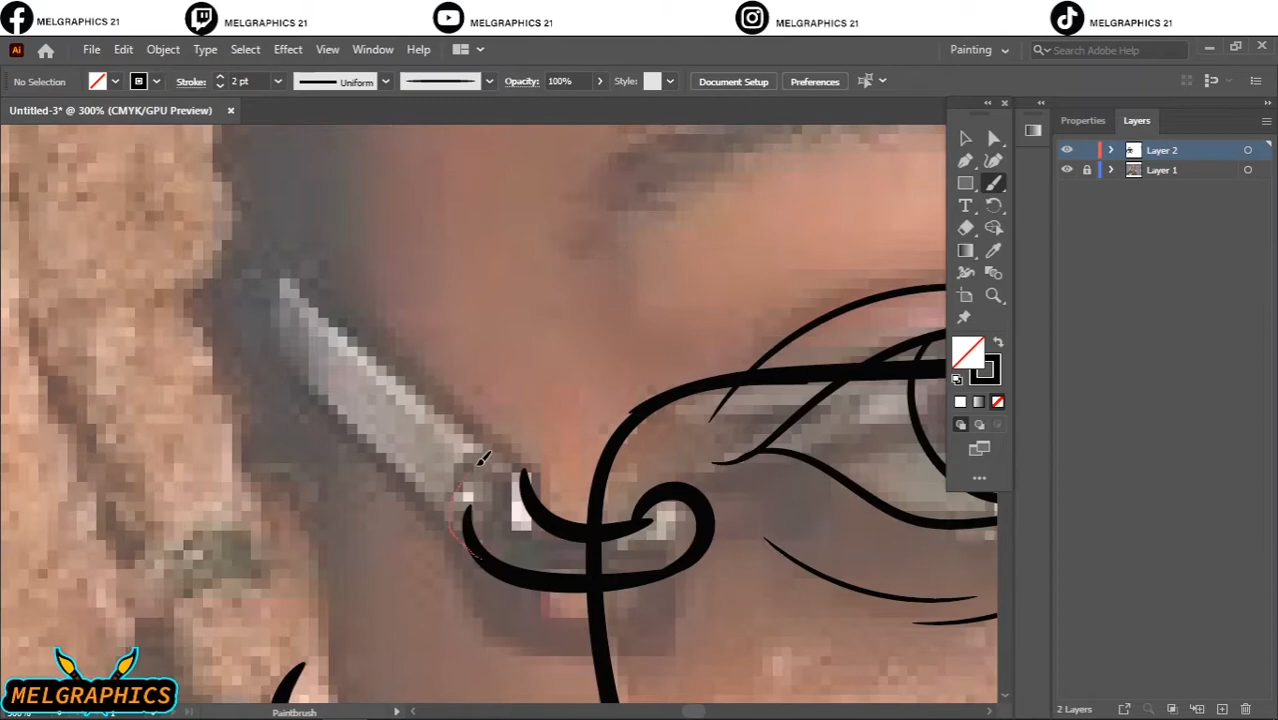 MELGRAPHICS 21 MELGRAPHICS 21 MELGRAPHICS 21 MELGRAPHICS 21 MELGRAPHICS 21
Ai File Edit Object Type Select Effect View Window Help Painting Search Adobe Help
No Selection Stroke: 2 pt Uniform Opacity: 100% Style: Document Setup Preferences
Untitled-3* @ 300% (CMYK/GPU Preview)
Properties Layers
Layer 2
Layer 1
MELGRAPHICS
Paintbrush
2 Layers